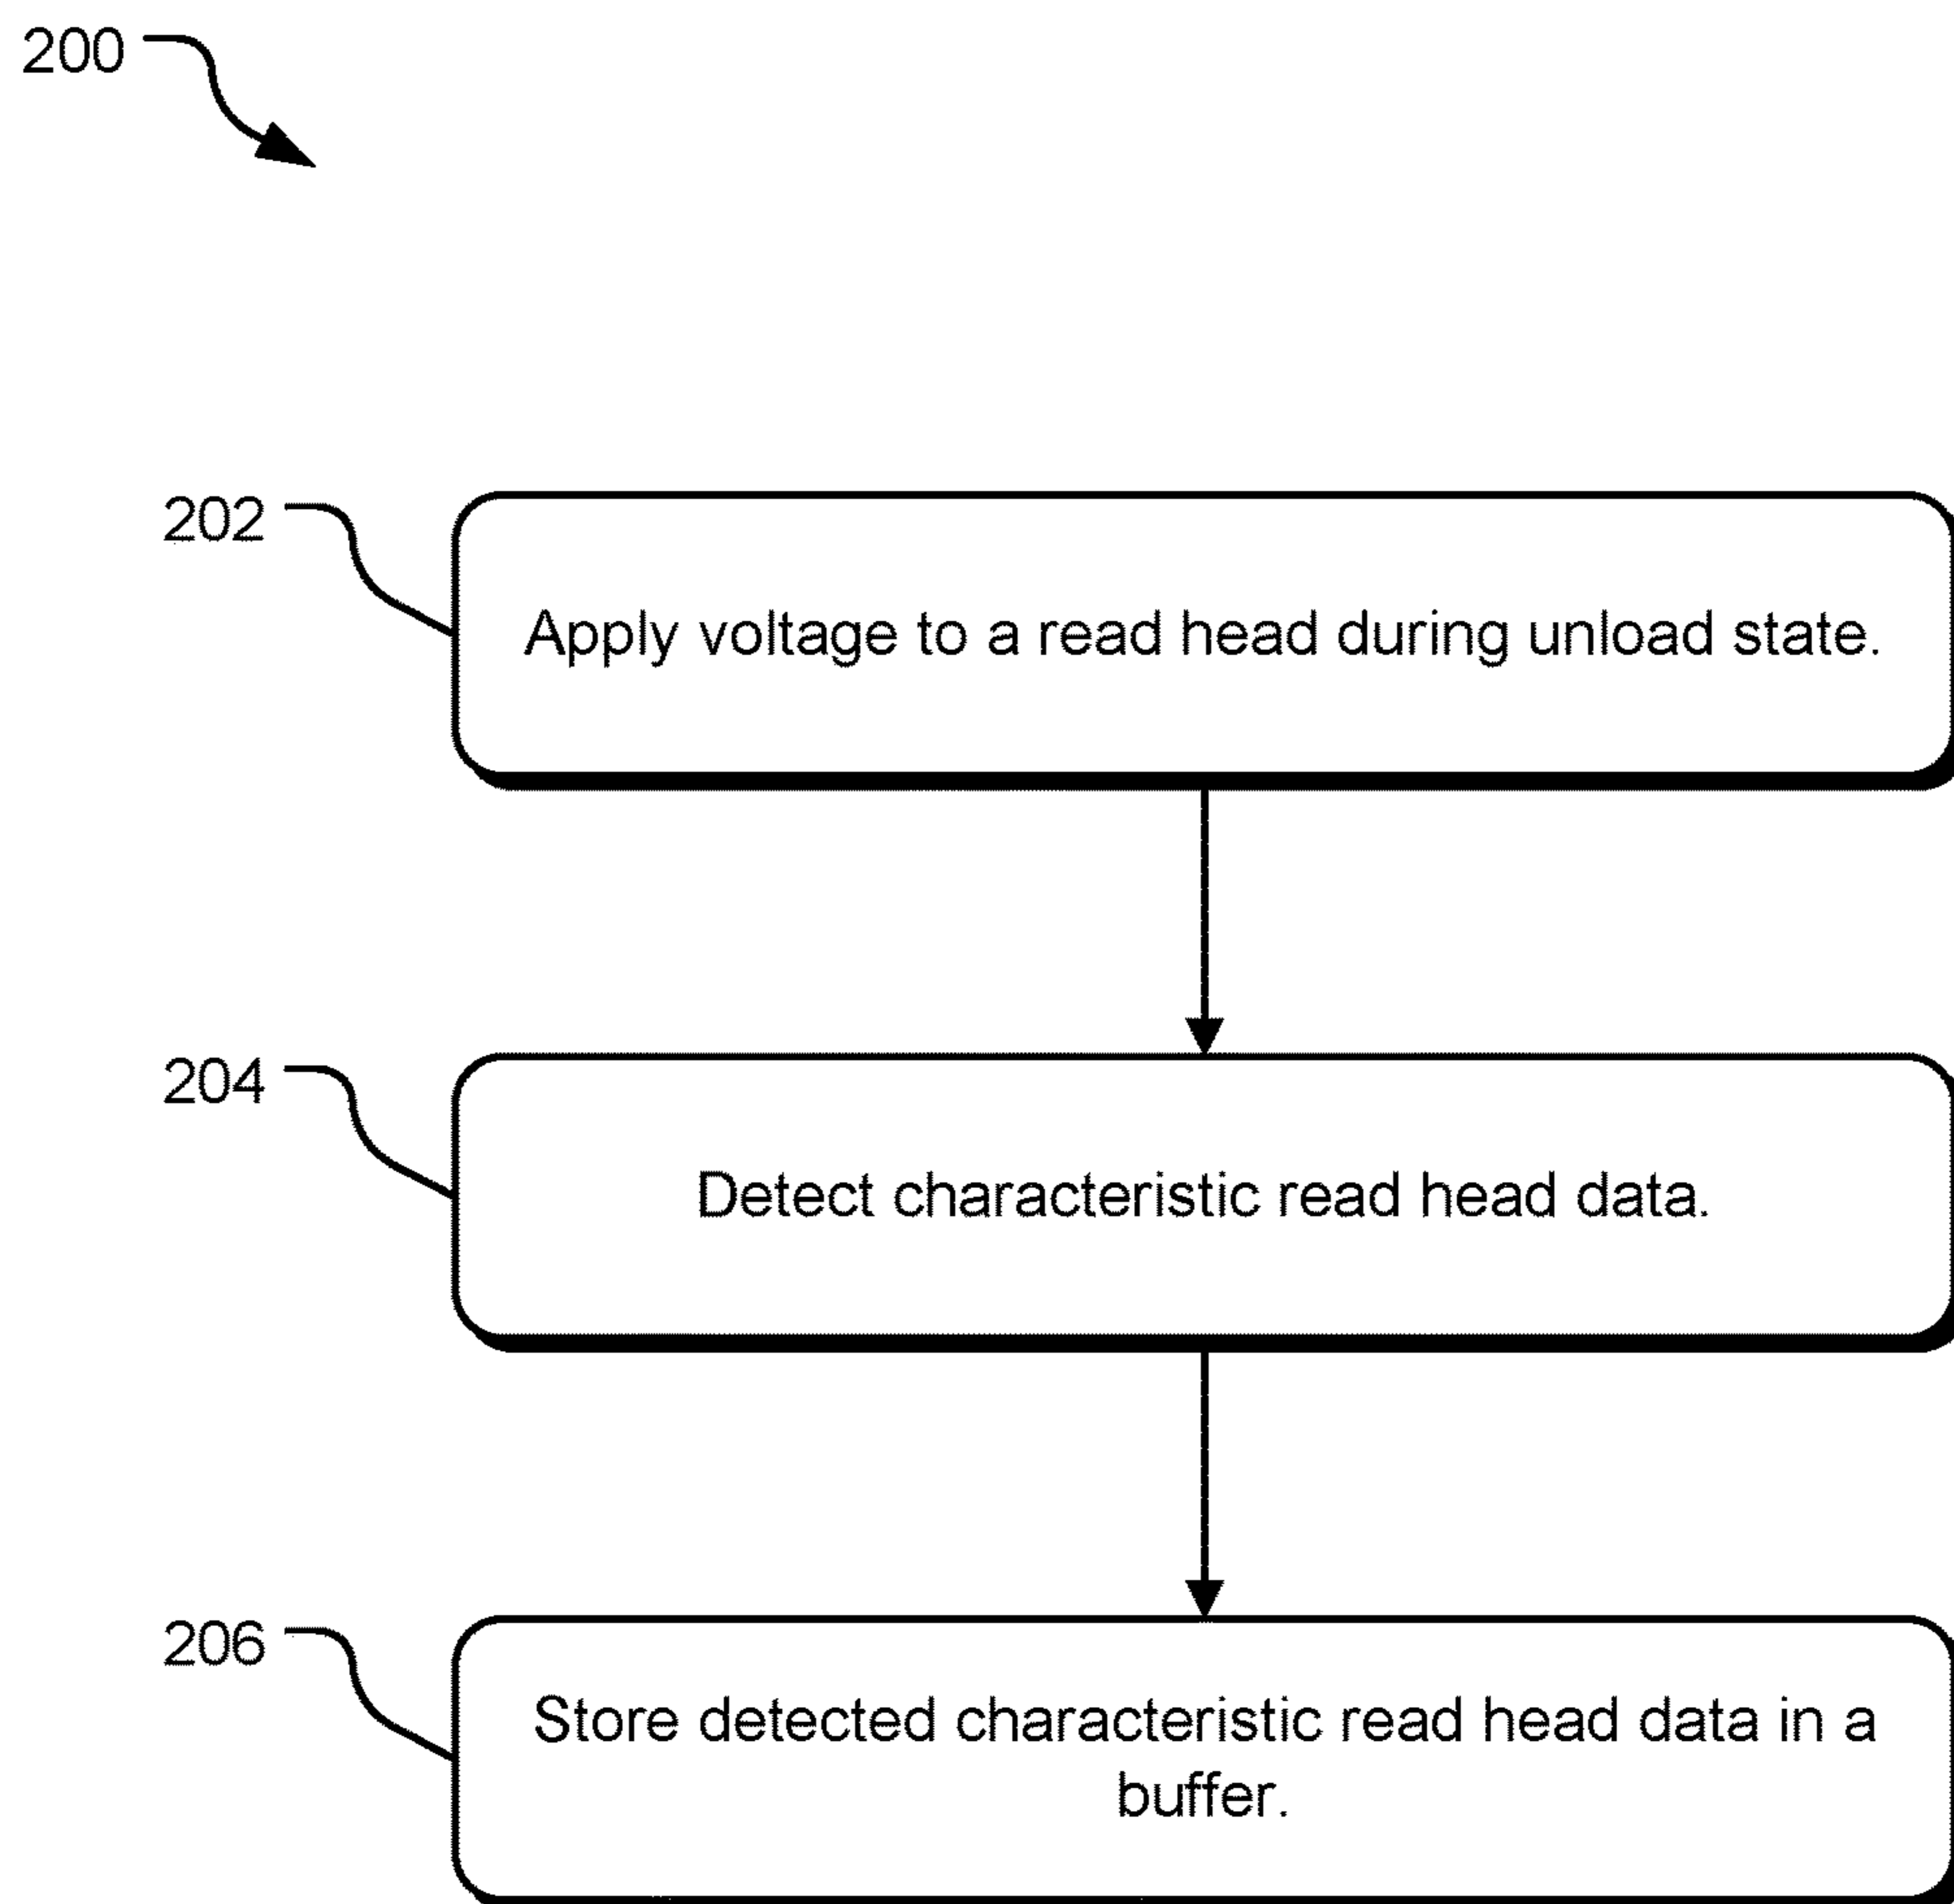 200
202
Apply voltage to a read head during unload state.
204
Detect characteristic read head data.
206
Store detected characteristic read head data in a
buffer.